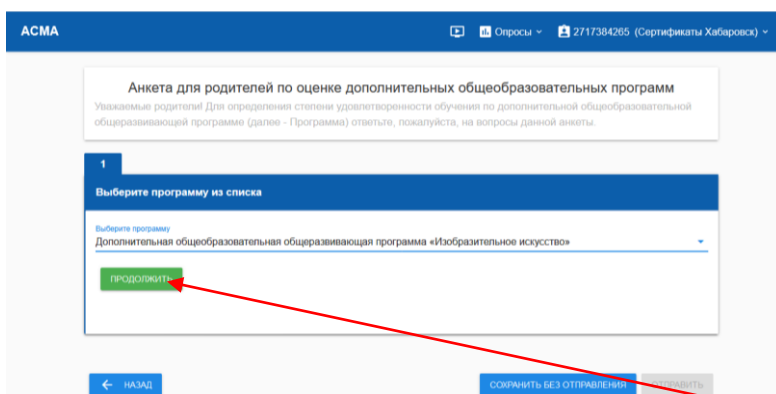 АСМА
Опросы
2717384265 (Сертификаты Хабаровск)
Анкета для родителей по оценке дополнительных общеобразовательных программ
Уважаемые родители! Для определения степени удовлетворенности обучения по дополнительной общеобразовательной
общеразвивающей программе (далее - Программа) ответьте, пожалуйста, на вопросы данной анкеты.
1
Выберите программу из списка
Выберите программу
Дополнительная общеобразовательная общеразвивающая программа «Изобразительное искусство»
ПРОДОЛЖИТЬ
НАЗАД
СОХРАНИТЬ БЕЗ ОТПРАВЛЕНИЯ
ОТПРАВИТЬ